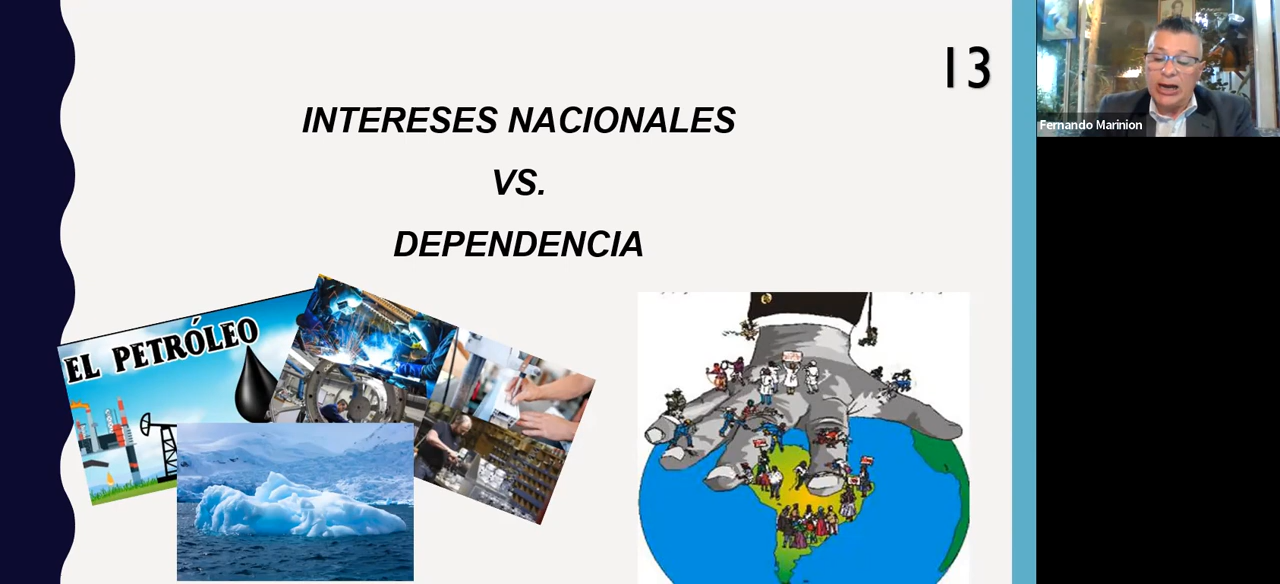 13
INTERESES NACIONALES
VS.
DEPENDENCIA
EL PETRÓLEO
Fernando Marinion